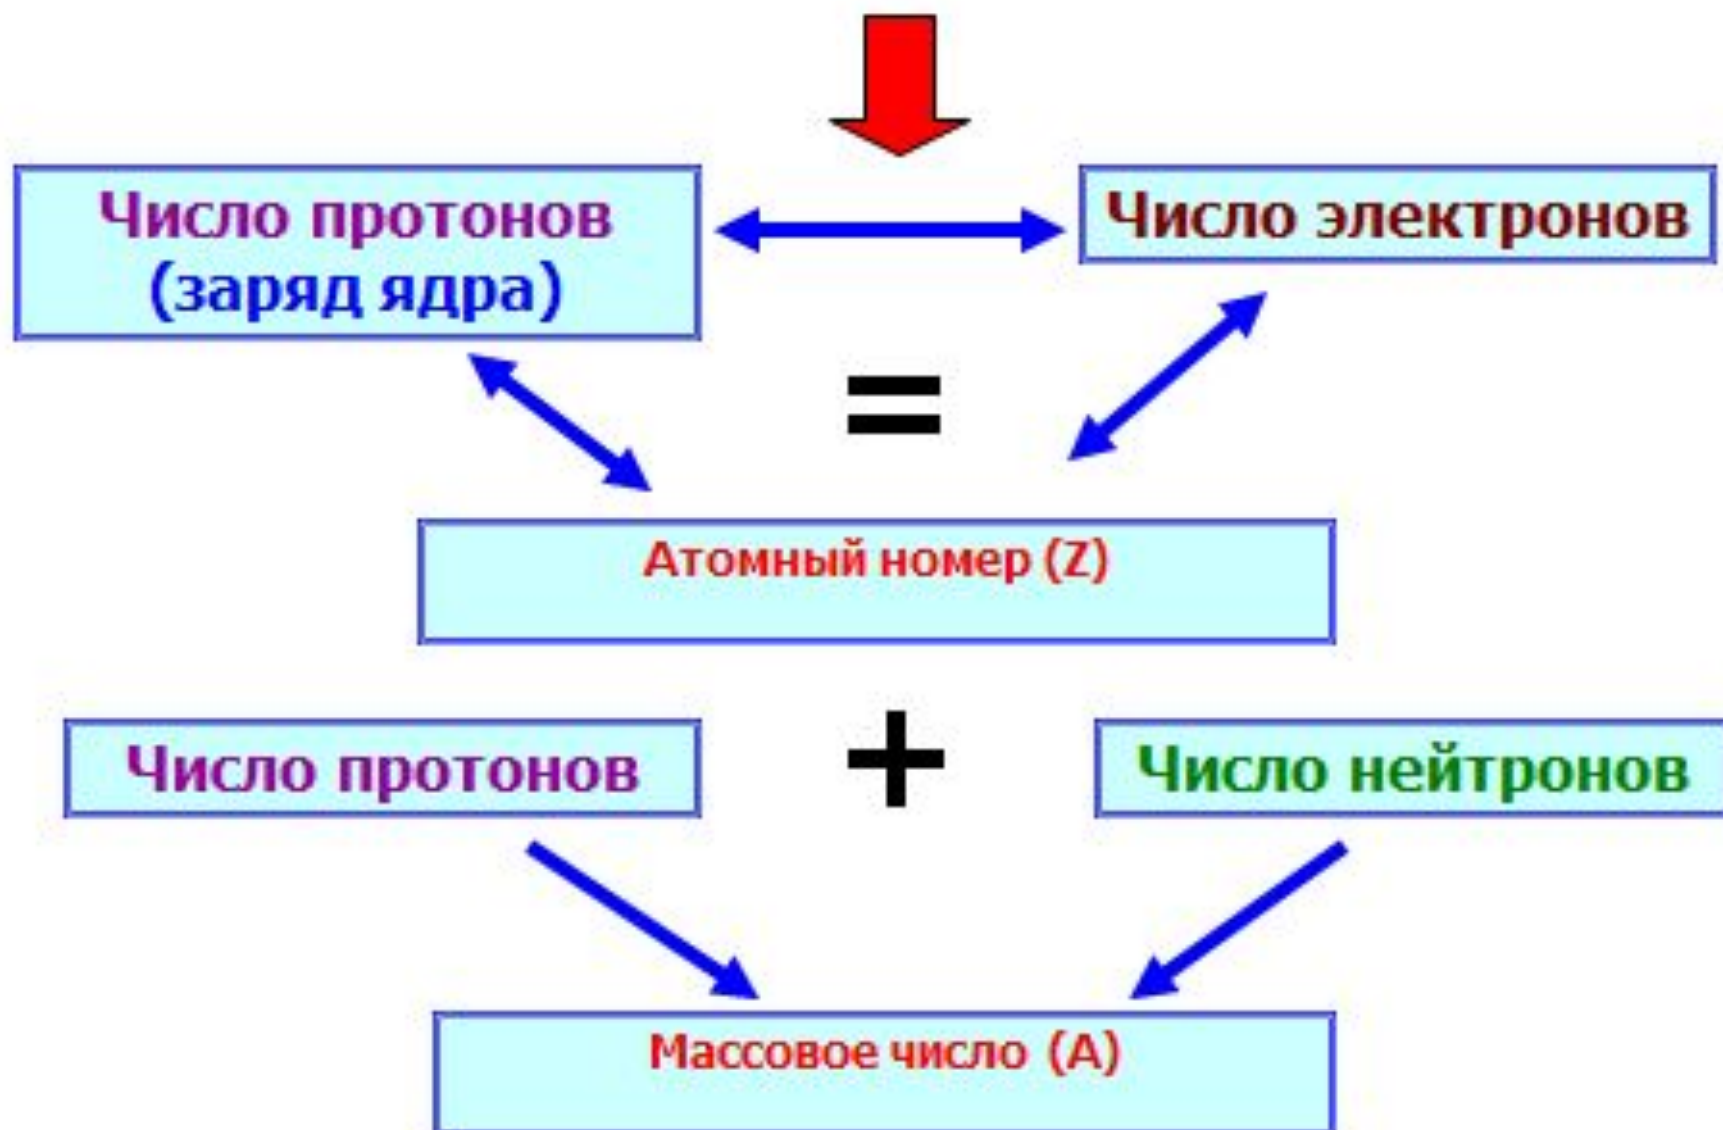 Число протонов
(заряд ядра)
Число электронов
=
Атомный номер (Z)
Число протонов
+
Число нейтронов
Массовое число (А)